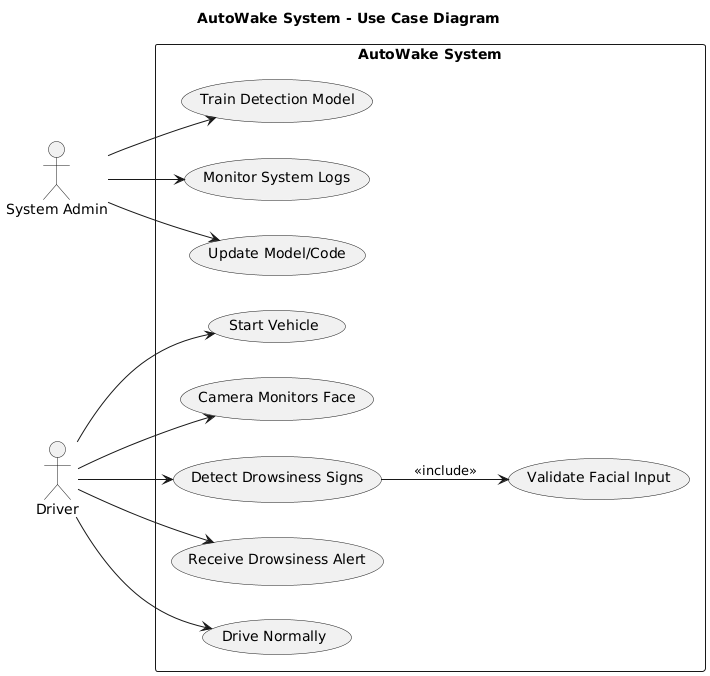 AutoWake System - Use Case Diagram
AutoWake System
Train Detection Model
Monitor System Logs
System Admin
Update Model/Code
Start Vehicle
Camera Monitors Face
Detect Drowsiness Signs
«include»
Validate Facial Input
Driver
Receive Drowsiness Alert
Drive Normally